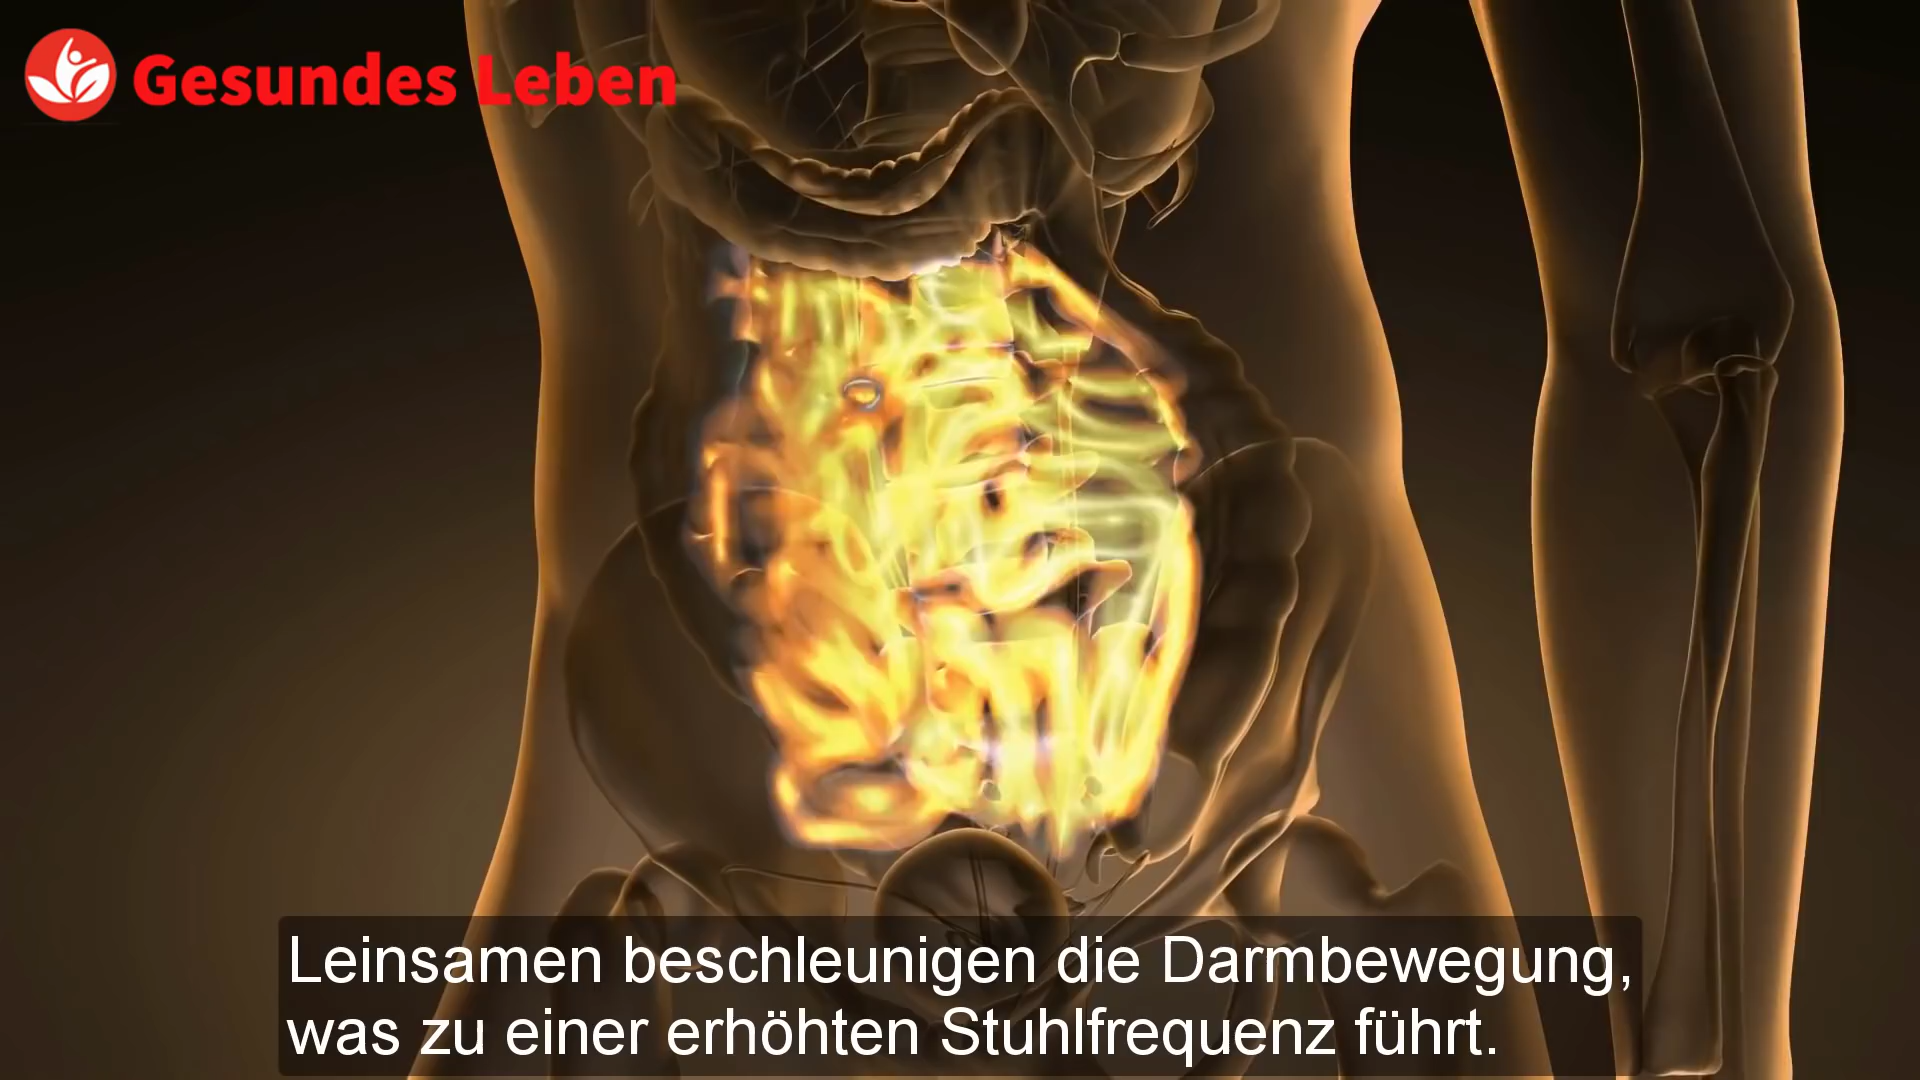 Gesundes Leben
Leinsamen beschleunigen die Darmbewegung,
was zu einer erhöhten Stuhlfrequenz führt.